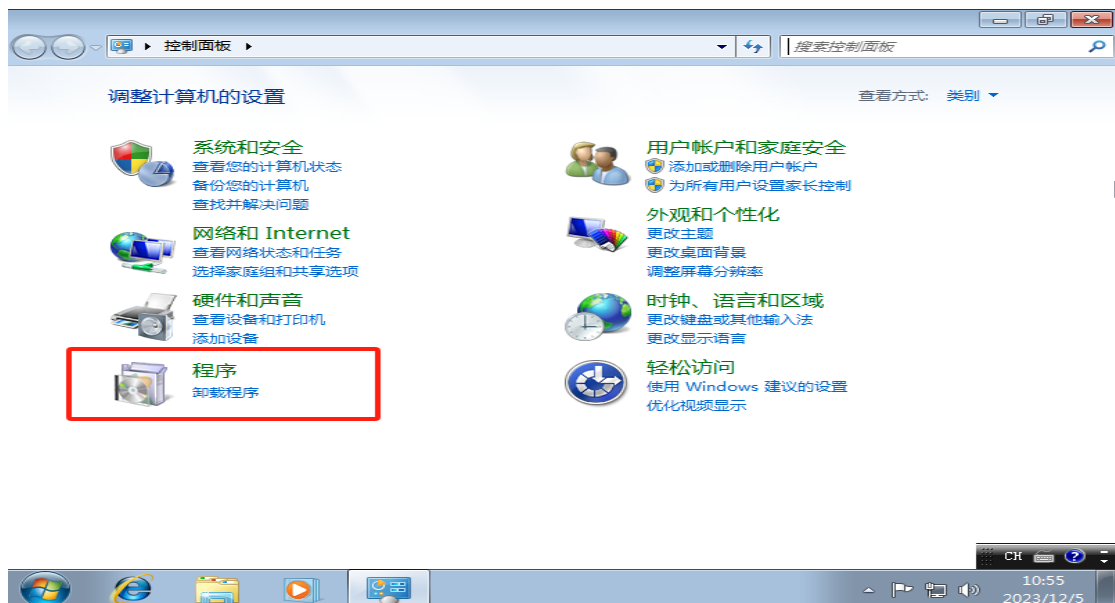 控制面板
搜索控制面板
调整计算机的设置
查看方式: 类别
系统和安全
查看您的计算机状态
备份您的计算机
查找并解决问题
网络和 Internet
查看网络状态和任务
选择家庭组和共享选项
硬件和声音
查看设备和打印机
添加设备
程序
卸载程序
用户帐户和家庭安全
添加或删除用户帐户
为所有用户设置家长控制
外观和个性化
更改主题
更改桌面背景
调整屏幕分辨率
时钟、语言和区域
更改键盘或其他输入法
更改显示语言
轻松访问
使用 Windows 建议的设置
优化视频显示
CH
10:55
2023/12/5